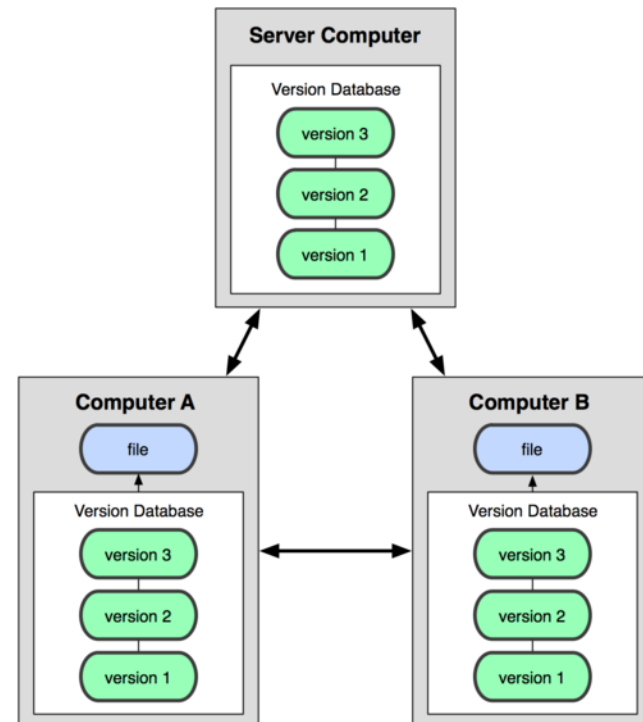 Server Computer
Version Database
version 3
version 2
version 1
Computer A
file
Version Database
version 3
version 2
version 1
Computer B
file
Version Database
version 3
version 2
version 1